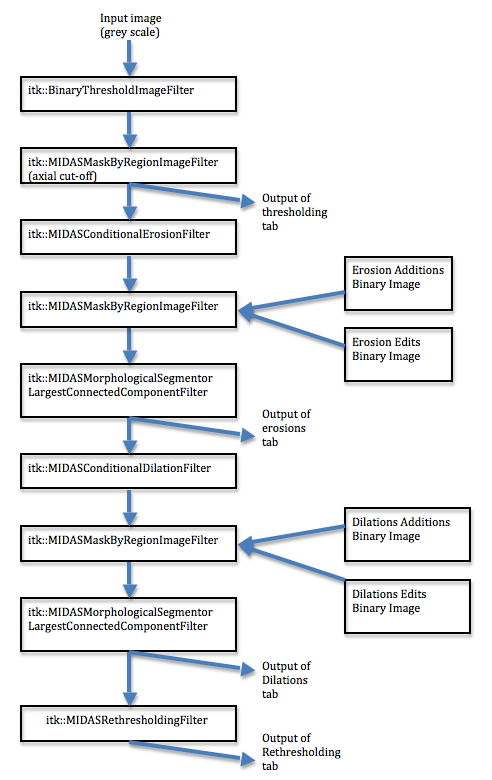 Input image
(grey scale)
itk::BinaryThresholdImageFilter
itk::MIDASMaskByRegionImageFilter
(axial cut-off)
Output of
thresholding
tab
itk::MIDASConditionalErosionFilter
Erosion Additions
Binary Image
itk::MIDASMaskByRegionImageFilter
Erosion Edits
Binary Image
itk::MIDASMorphologicalSegmentor
LargestConnectedComponentFilter
Output of
erosions
tab
itk::MIDASConditionalDilationFilter
Dilations Additions
Binary Image
itk::MIDASMaskByRegionImageFilter
Dilations Edits
Binary Image
itk::MIDASMorphologicalSegmentor
LargestConnectedComponentFilter
Output of
Dilations
tab
itk::MIDASRethresholdingFilter
Output of
Rethresholding
tab